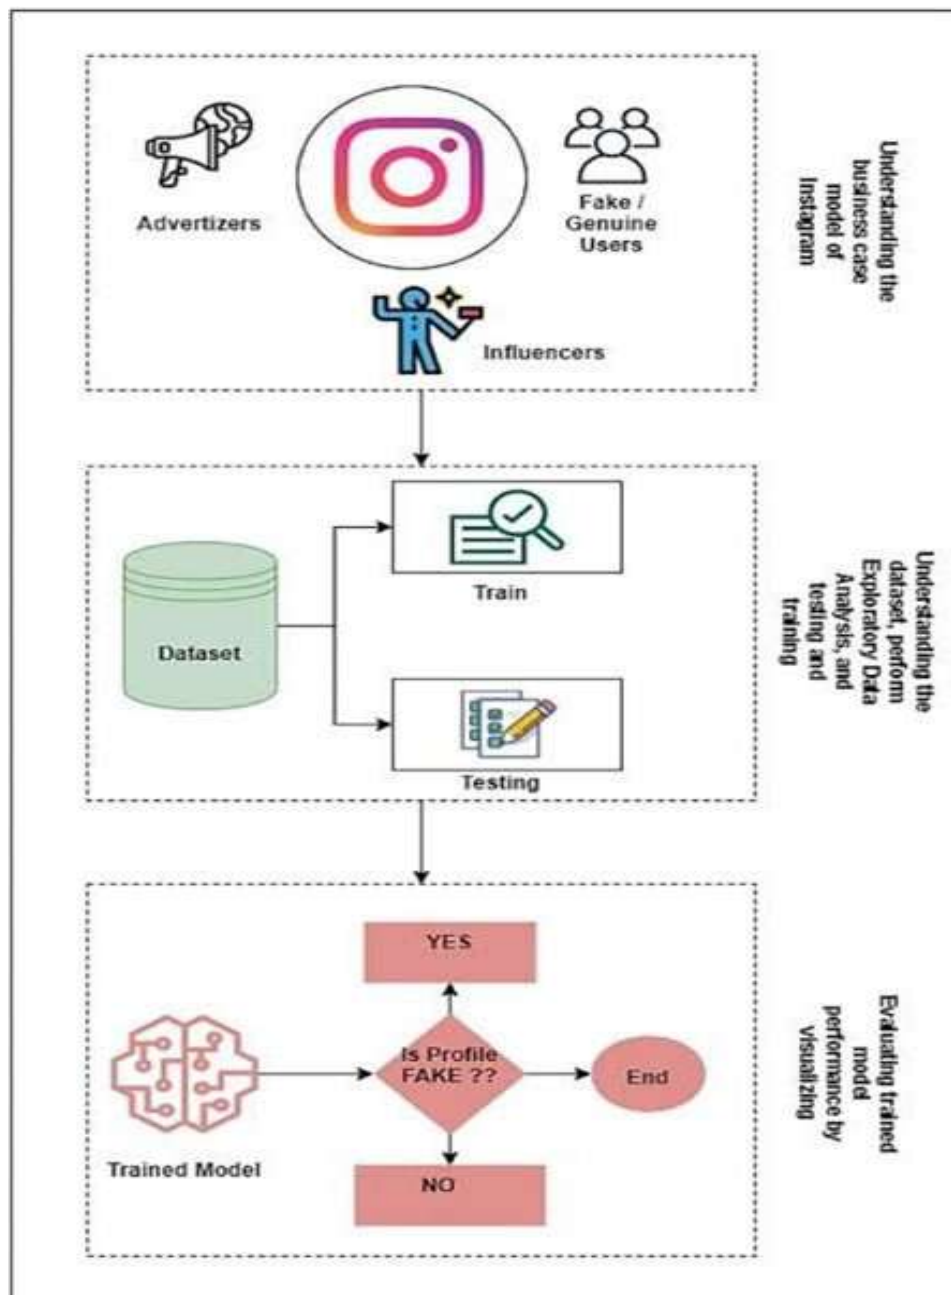 Advertizers
Fake /
Genuine
Users
Influencers
Understanding the
business case
model of
Instagram
Dataset
Train
Testing
Understanding the
dataset, perform
Exploratory Data
Analysis, and
testing and
training
YES
Is Profile
FAKE ??
End
NO
Trained Model
Evaluating trained
model
performance by
visualizing